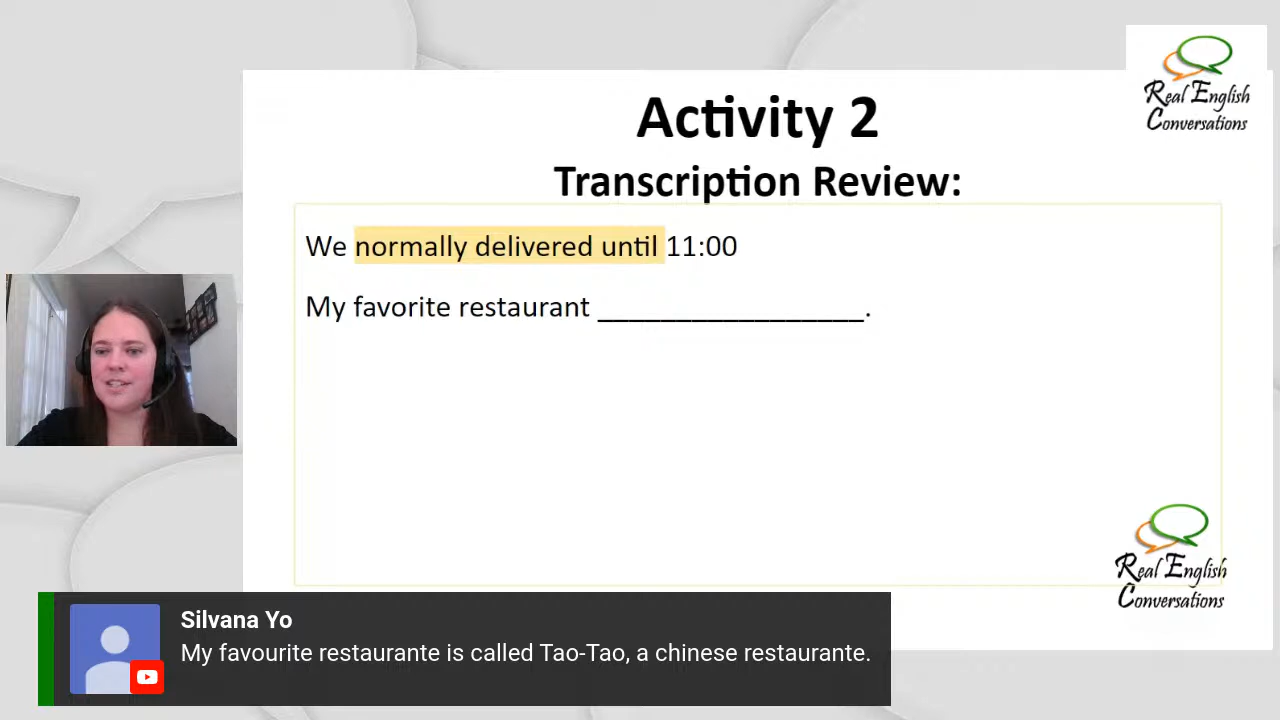 Real English
Conversations
Activity 2
Transcription Review:
We normally delivered until 11:00
My favorite restaurant _________________.
Real English
Conversations
Silvana Yo
My favourite restaurante is called Tao-Tao, a chinese restaurante.